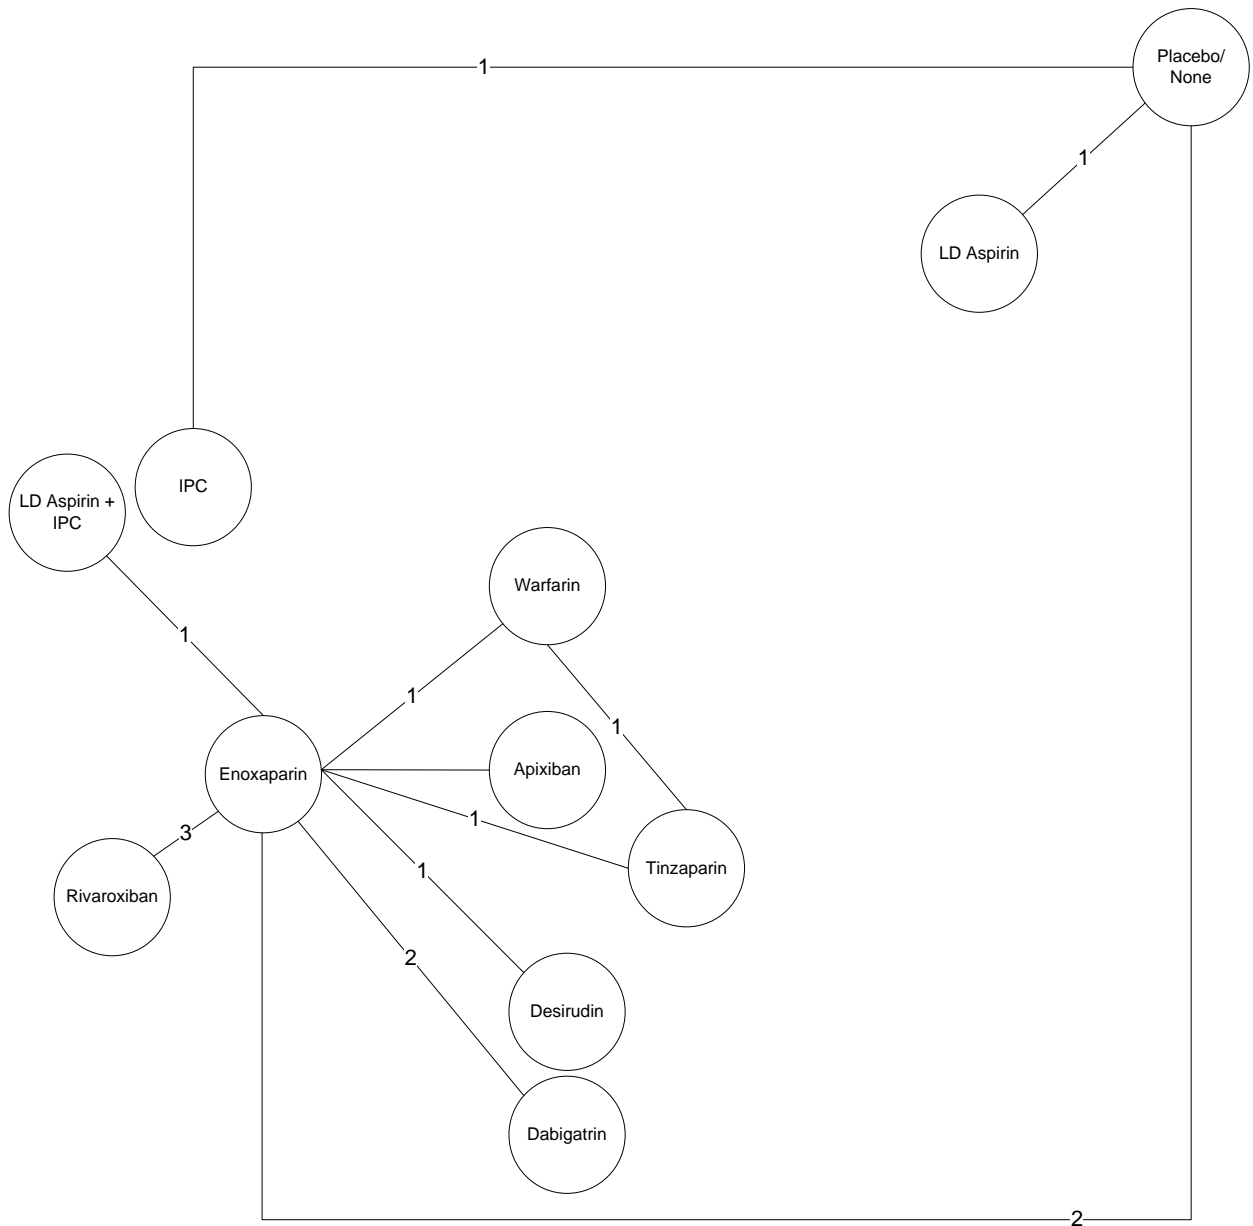 1
Placebo/
None
1
LD Aspirin
IPC
LD Aspirin +
IPC
1
Warfarin
1
1
Enoxaparin
Apixiban
1
3
Tinzaparin
1
Rivaroxiban
2
Desirudin
Dabigatrin
2